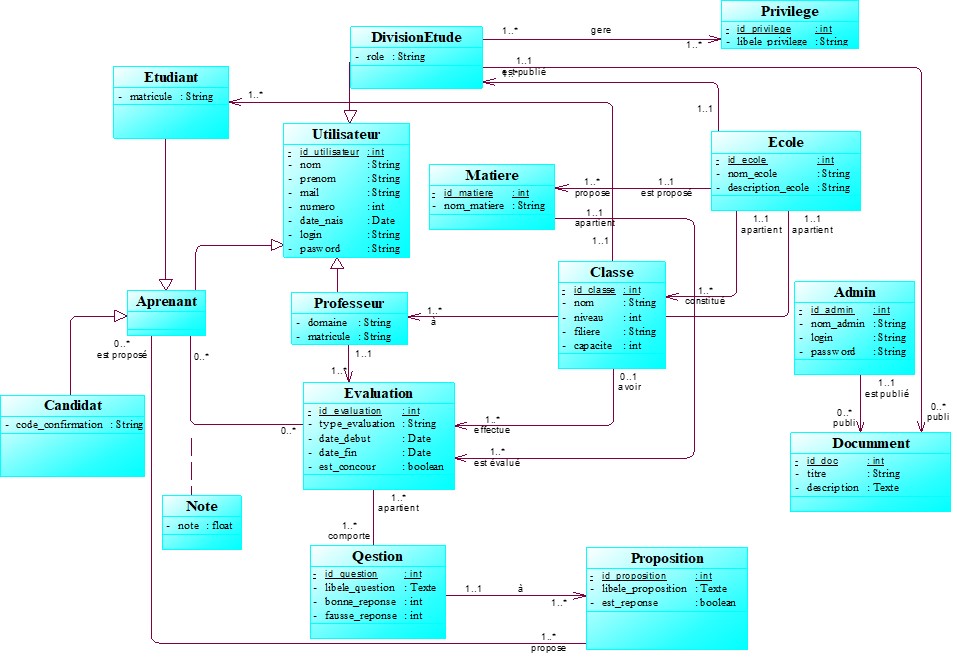 Privilege
- id_privilege : int
- libele_privilege : String
DivisionEtude
- role : String
1..*
gere
1..*
1..1
est publié
1..*
Etudiant
- matricule : String
1..*
1..1
Utilisateur
- id_utilisateur : int
- nom : String
- prenom : String
- mail : String
- numero : int
- date_nais : Date
- login : String
- pasword : String
Ecole
- id_ecole : int
- nom_ecole : String
- description_ecole : String
Matiere
- id_matiere : int
- nom_matiere : String
1..*
propose
1..1
est proposé
1..1
apartient
1..1
1..1
apartient
1..1
apartient
Classe
- id_classe : int
- nom : String
- niveau : int
- filiere : String
- capacite : int
1..*
constitué
Aprenant
Professeur
- domaine : String
- matricule : String
1..*
à
Admin
- id_admin : int
- nom_admin : String
- login : String
- password : String
0..*
est proposé
0..*
1..1
1..*
0..1
avoir
1..1
est publié
Candidat
- code_confirmation : String
Evaluation
- id_evaluation : int
- type_evaluation : String
- date_debut : Date
- date_fin : Date
- est_concour : boolean
0..*
1..*
effectue
1..*
est évalué
0..*
publi
0..*
publi
Documment
- id_doc : int
- titre : String
- description : Texte
Note
- note : float
1..*
apartient
1..*
comporte
Qestion
- id_question : int
- libele_question : Texte
- bonne_reponse : int
- fausse_reponse : int
1..1
à
1..*
Proposition
- id_proposition : int
- libele_proposition : Texte
- est_reponse : boolean
1..*
propose